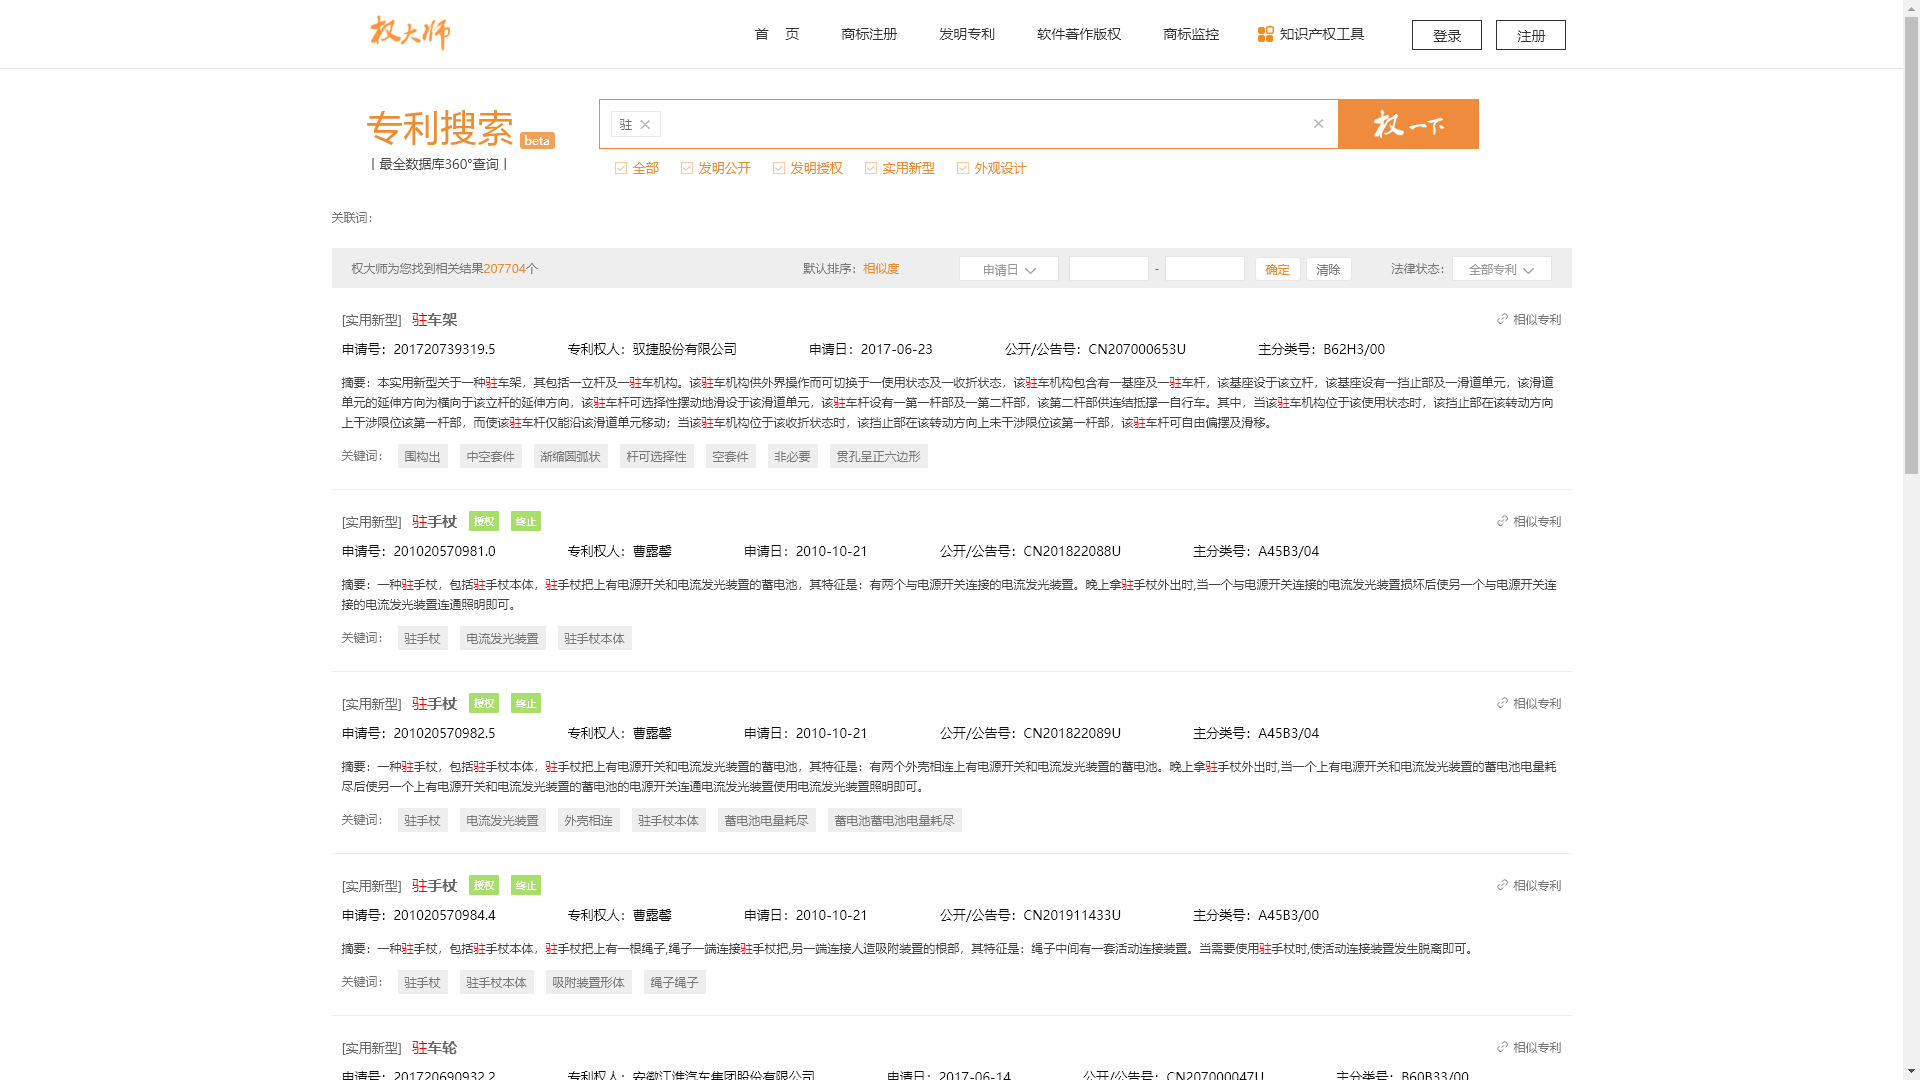 权大师
首 页 商标注册 发明专利 软件著作版权 商标监控 知识产权工具 登录 注册
专利搜索 beta
驻 权一下
丨最全数据库360°查询丨
全部 发明公开 发明授权 实用新型 外观设计
关联词：
权大师为您找到相关结果207704个 默认排序： 相似度 申请日 - 确定 清除 法律状态： 全部专利
[实用新型] 驻车架 相似专利
申请号：201720739319.5 专利权人：驭捷股份有限公司 申请日：2017-06-23 公开/公告号：CN207000653U 主分类号：B62H3/00
摘要：本实用新型关于一种驻车架，其包括一立杆及一驻车机构。该驻车机构供外界操作而可切换于一使用状态及一收折状态，该驻车机构包含有一基座及一驻车杆，该基座设于该立杆，该基座设有一挡止部及一滑道单元，该滑道
单元的延伸方向为横向于该立杆的延伸方向，该驻车杆可选择性摆动地滑设于该滑道单元，该驻车杆设有一第一杆部及一第二杆部，该第二杆部供连结抵撑一自行车。其中，当该驻车机构位于该使用状态时，该挡止部在该转动方向
上干涉限位该第一杆部，而使该驻车杆仅能沿该滑道单元移动；当该驻车机构位于该收折状态时，该挡止部在该转动方向上未干涉限位该第一杆部，该驻车杆可自由偏摆及滑移。
关键词： 围构出 中空套件 渐缩圆弧状 杆可选择性 空套件 非必要 贯孔呈正六边形
[实用新型] 驻手杖 授权 终止 相似专利
申请号：201020570981.0 专利权人：曹露馨 申请日：2010-10-21 公开/公告号：CN201822088U 主分类号：A45B3/04
摘要：一种驻手杖，包括驻手杖本体，驻手杖把上有电源开关和电流发光装置的蓄电池，其特征是：有两个与电源开关连接的电流发光装置。晚上拿驻手杖外出时,当一个与电源开关连接的电流发光装置损坏后使另一个与电源开关连
接的电流发光装置连通照明即可。
关键词： 驻手杖 电流发光装置 驻手杖本体
[实用新型] 驻手杖 授权 终止 相似专利
申请号：201020570982.5 专利权人：曹露馨 申请日：2010-10-21 公开/公告号：CN201822089U 主分类号：A45B3/04
摘要：一种驻手杖，包括驻手杖本体，驻手杖把上有电源开关和电流发光装置的蓄电池，其特征是：有两个外壳相连上有电源开关和电流发光装置的蓄电池。晚上拿驻手杖外出时,当一个上有电源开关和电流发光装置的蓄电池电量耗
尽后使另一个上有电源开关和电流发光装置的蓄电池的电源开关连通电流发光装置使用电流发光装置照明即可。
关键词： 驻手杖 电流发光装置 外壳相连 驻手杖本体 蓄电池电量耗尽 蓄电池蓄电池电量耗尽
[实用新型] 驻手杖 授权 终止 相似专利
申请号：201020570984.4 专利权人：曹露馨 申请日：2010-10-21 公开/公告号：CN201911433U 主分类号：A45B3/00
摘要：一种驻手杖，包括驻手杖本体，驻手杖把上有一根绳子,绳子一端连接驻手杖把,另一端连接人造吸附装置的根部，其特征是：绳子中间有一套活动连接装置。当需要使用驻手杖时,使活动连接装置发生脱离即可。
关键词： 驻手杖 驻手杖本体 吸附装置形体 绳子绳子
[实用新型] 驻车轮 相似专利
申请号：201720690932.2 专利权人：安徽江淮汽车集团股份有限公司 申请日：2017-06-14 公开/公告号：CN207000047U 主分类号：B60B33/00